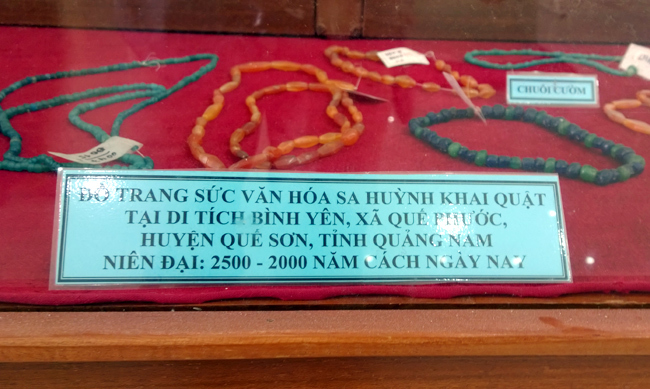 CHUỖI CƯỜM
ĐỒ TRANG SỨC VĂN HÓA SA HUỲNH KHAI QUẬT
TẠI DI TÍCH BÌNH YÊN, XÃ QUẾ PHƯỚC,
HUYỆN QUẾ SƠN, TỈNH QUẢNG NAM
NIÊN ĐẠI: 2500 - 2000 NĂM CÁCH NGÀY NAY